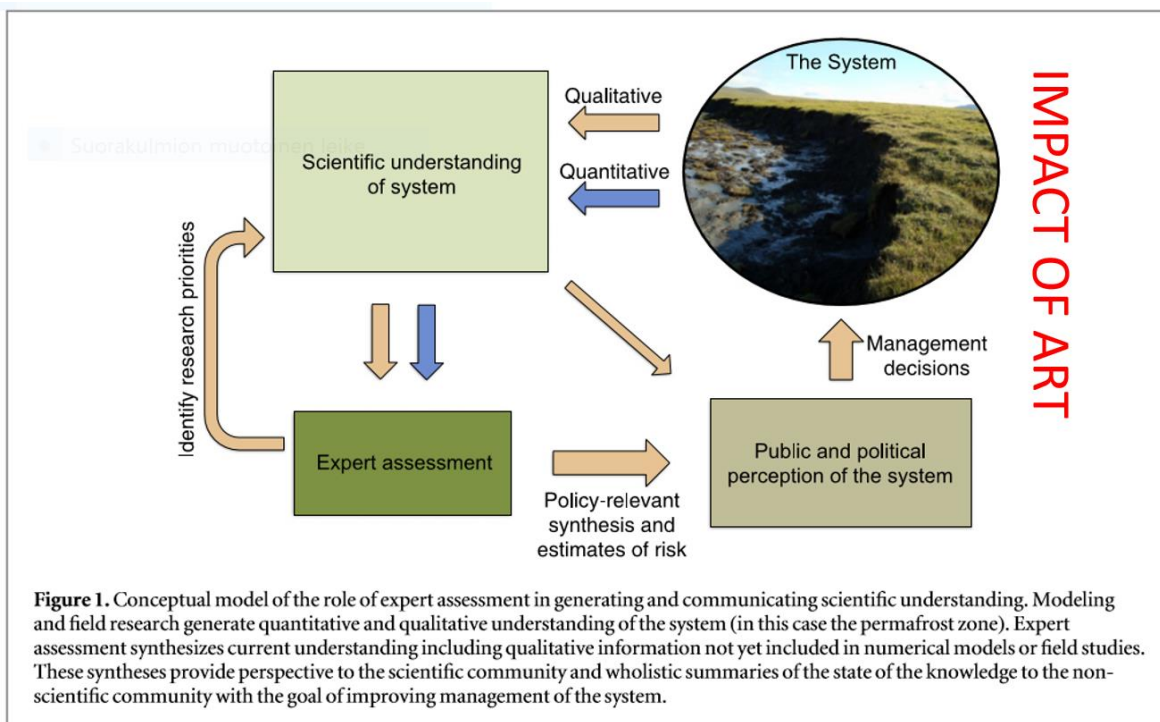 The System
Qualitative
Quantitative
Suorakulmion muotoinen leike
Scientific understanding
of system
IMPACT OF ART
Identify research priorities
Management
decisions
Expert assessment
Public and political
perception of the system
Policy-relevant
synthesis and
estimates of risk
Figure 1. Conceptual model of the role of expert assessment in generating and communicating scientific understanding. Modeling
and field research generate quantitative and qualitative understanding of the system (in this case the permafrost zone). Expert
assessment synthesizes current understanding including qualitative information not yet included in numerical models or field studies.
These syntheses provide perspective to the scientific community and wholistic summaries of the state of the knowledge to the non-
scientific community with the goal of improving management of the system.